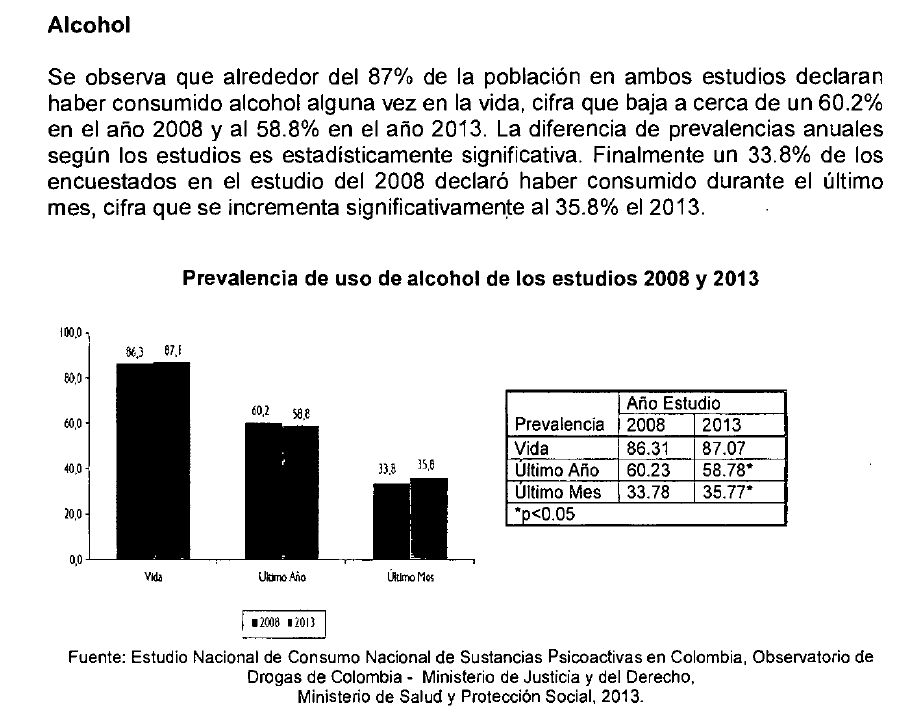 Alcohol
Se observa que alrededor del 87% de la población en ambos estudios declaran
haber consumido alcohol alguna vez en la vida, cifra que baja a cerca de un 60.2%
en el año 2008 y al 58.8% en el año 2013. La diferencia de prevalencias anuales
según los estudios es estadísticamente significativa. Finalmente un 33.8% de los
encuestados en el estudio del 2008 declaró haber consumido durante el último
mes, cifra que se incrementa significativamente al 35.8% el 2013.
Prevalencia de uso de alcohol de los estudios 2008 y 2013
100,0
80,0
60,0
40,0
20,0
0,0
86,3 87,1
60,2 58,8
33,8 35,8
Vida Último Año Último Mes
■ 2008 ■ 2013
Año Estudio
Prevalencia 2008 2013
Vida 86.31 87.07
Último Año 60.23 58.78*
Último Mes 33.78 35.77*
*p<0.05
Fuente: Estudio Nacional de Consumo Nacional de Sustancias Psicoactivas en Colombia, Observatorio de
Drogas de Colombia - Ministerio de Justicia y del Derecho,
Ministerio de Salud y Protección Social, 2013.